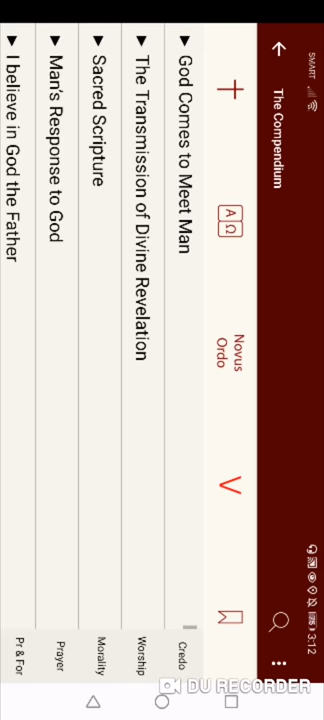 SMART
3:12
The Compendium
A Ω
Novus
Ordo
V
God Comes to Meet Man
The Transmission of Divine Revelation
Sacred Scripture
Man's Response to God
I believe in God the Father
Credo
Worship
Morality
Prayer
Pr & For
DU RECORDER